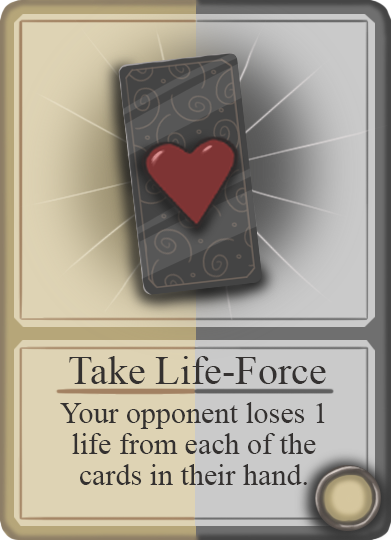 Take Life-Force
Your opponent loses 1
life from each of the
cards in their hand.